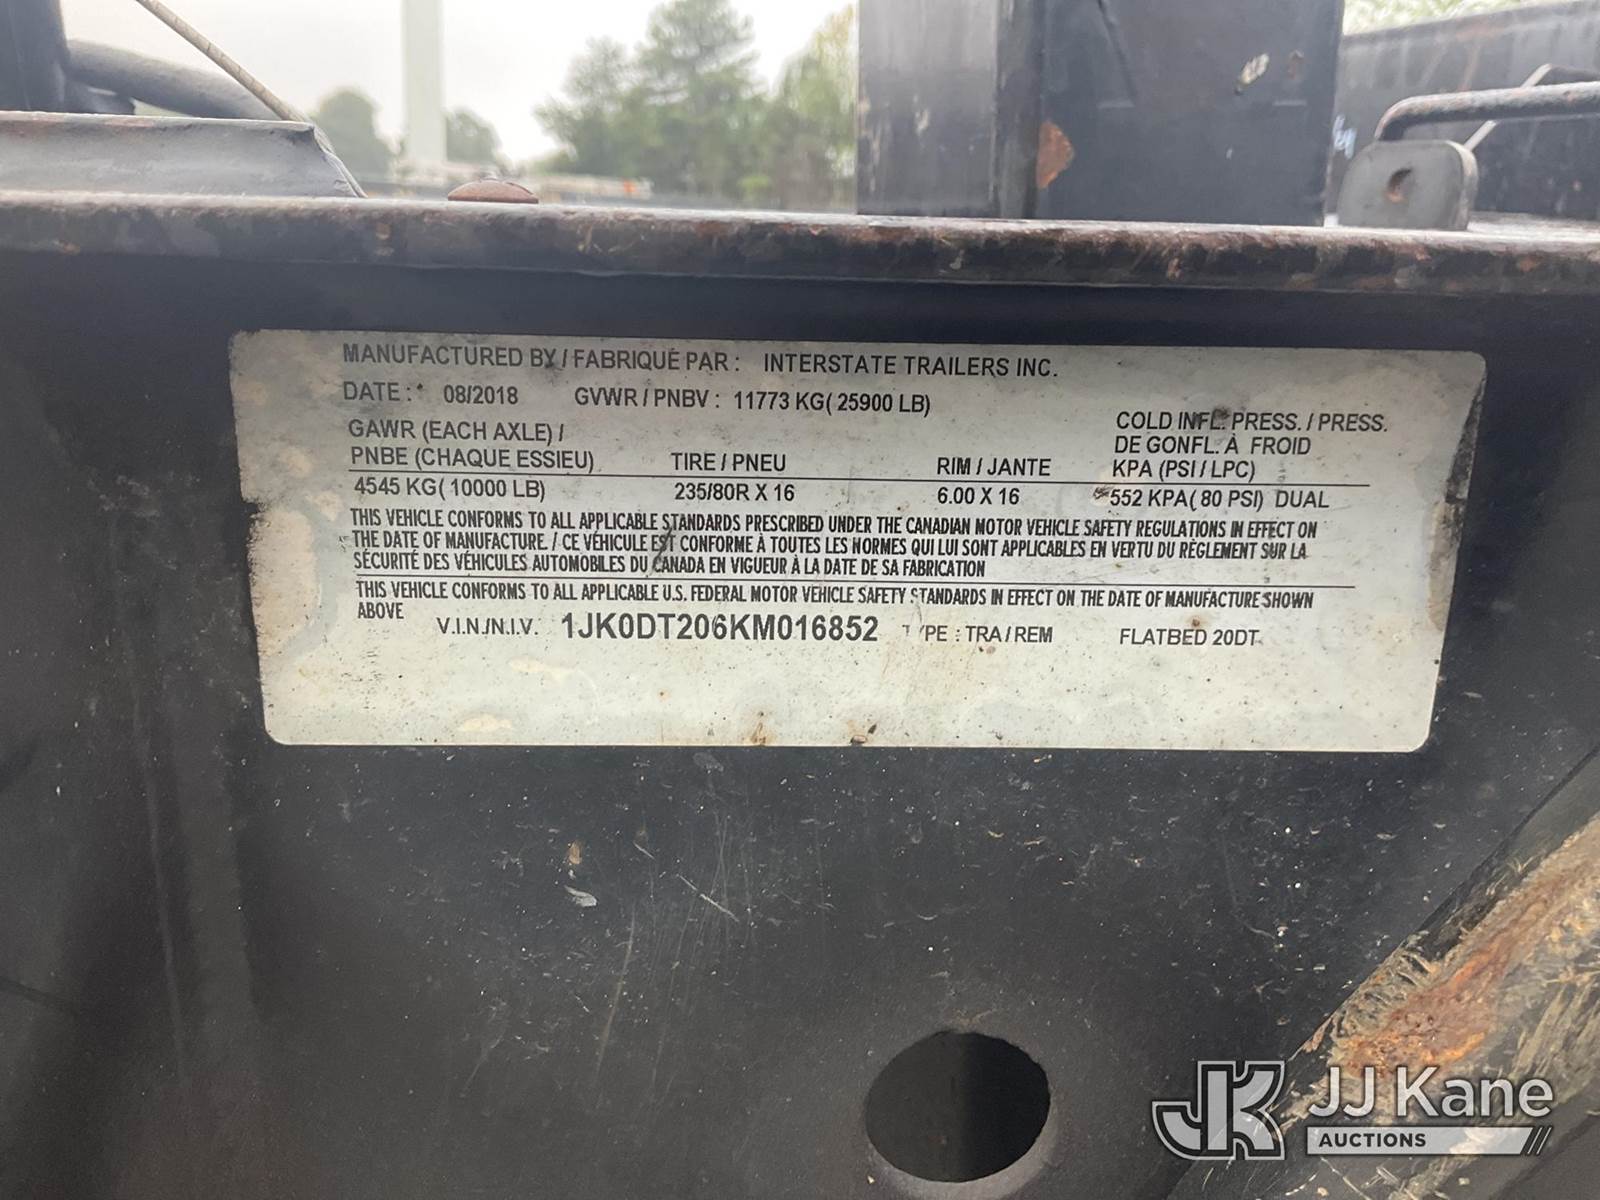 MANUFACTURED BY / FABRIQUÉ PAR : INTERSTATE TRAILERS INC.
DATE : 08/2018 GVWR / PNBV : 11773 KG( 25900 LB)
GAWR (EACH AXLE) / COLD INFL. PRESS. / PRESS.
DE GONFL. À FROID
PNBE (CHAQUE ESSIEU) TIRE / PNEU RIM / JANTE KPA (PSI / LPC)
4545 KG( 10000 LB) 235/80R X 16 6.00 X 16 552 KPA( 80 PSI) DUAL
THIS VEHICLE CONFORMS TO ALL APPLICABLE STANDARDS PRESCRIBED UNDER THE CANADIAN MOTOR VEHICLE SAFETY REGULATIONS IN EFFECT ON
THE DATE OF MANUFACTURE. / CE VÉHICULE EST CONFORME À TOUTES LES NORMES QUI LUI SONT APPLICABLES EN VERTU DU RÈGLEMENT SUR LA
SÉCURITÉ DES VÉHICULES AUTOMOBILES DU CANADA EN VIGUEUR À LA DATE DE SA FABRICATION
THIS VEHICLE CONFORMS TO ALL APPLICABLE U.S. FEDERAL MOTOR VEHICLE SAFETY STANDARDS IN EFFECT ON THE DATE OF MANUFACTURE SHOWN
ABOVE
V.I.N./N.I.V. 1JK0DT206KM016852 TYPE : TRA / REM FLATBED 20DT
JK JJ Kane
AUCTIONS